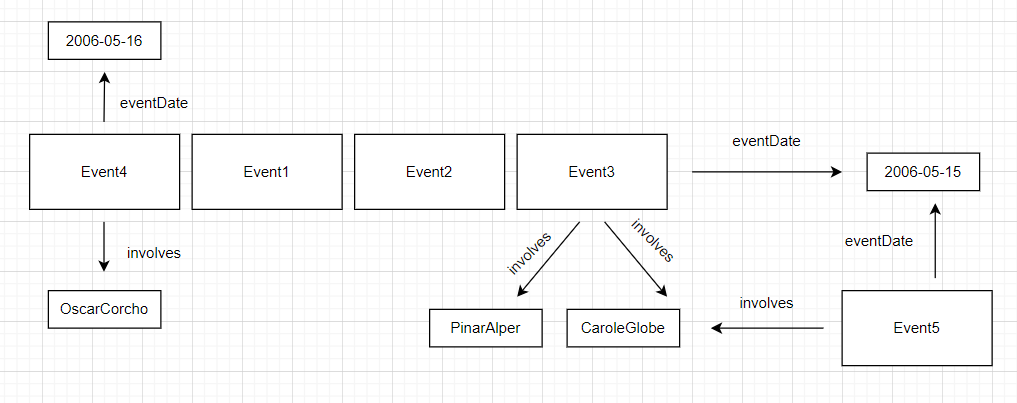 2006-05-16
eventDate
eventDate
Event4
Event1
Event2
Event3
2006-05-15
involves
involves
involves
eventDate
OscarCorcho
PinarAlper
CaroleGlobe
involves
Event5